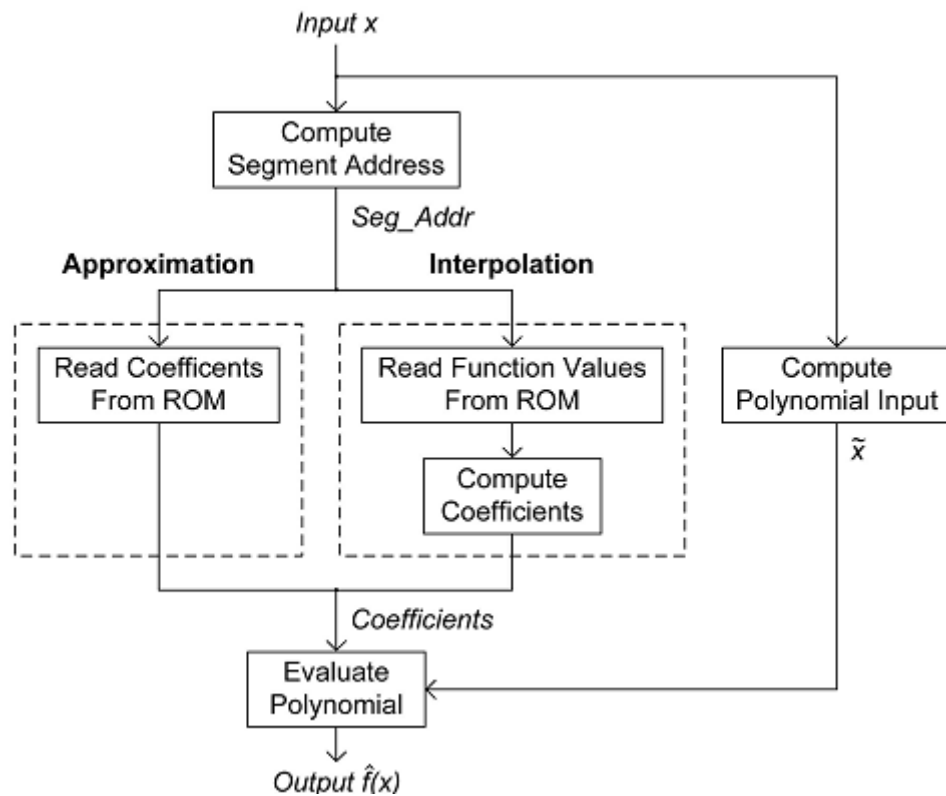 Input x
Compute
Segment Address
Seg_Addr
Approximation
Interpolation
Read Coefficents
From ROM
Read Function Values
From ROM
Compute
Polynomial Input
x̃
Compute
Coefficients
Coefficients
Evaluate
Polynomial
Output f̂(x)